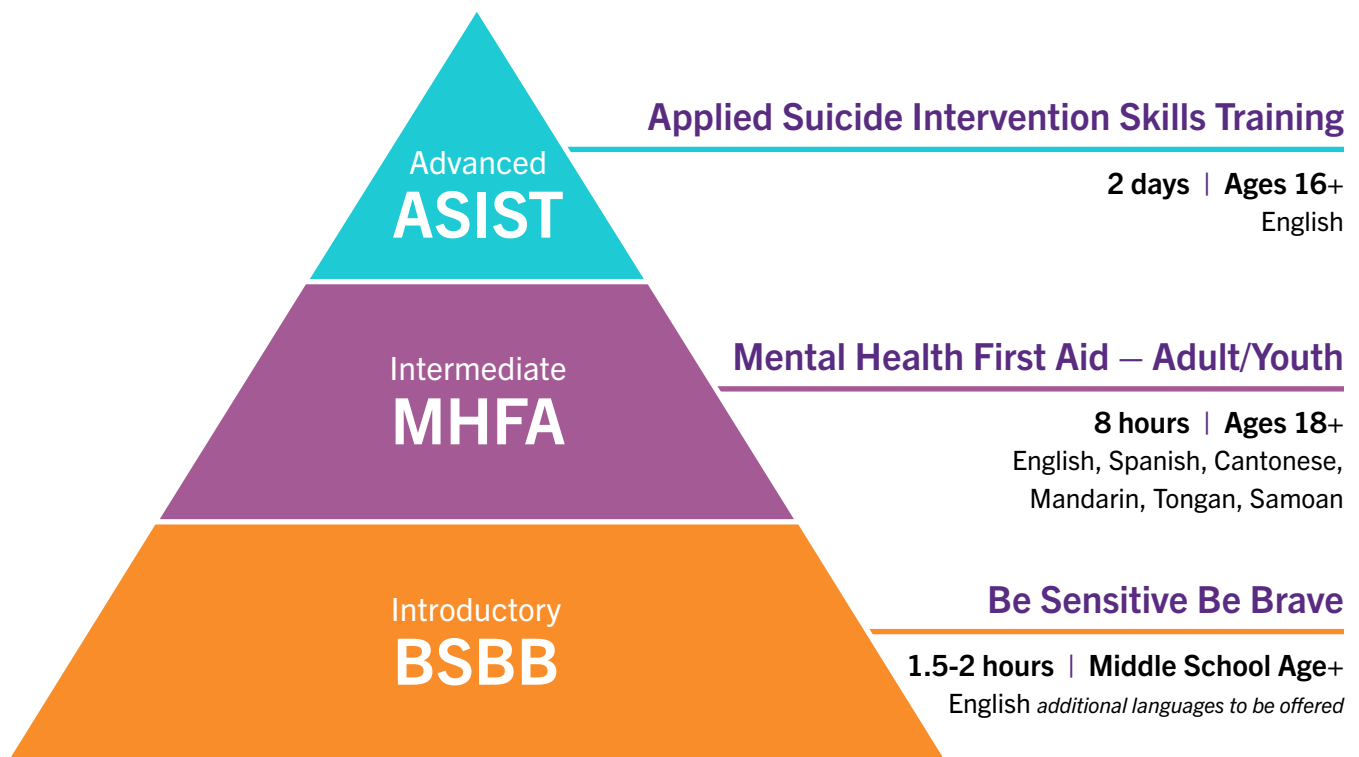 Applied Suicide Intervention Skills Training
Advanced
ASIST
2 days | Ages 16+
English
Mental Health First Aid – Adult/Youth
Intermediate
MHFA
8 hours | Ages 18+
English, Spanish, Cantonese,
Mandarin, Tongan, Samoan
Be Sensitive Be Brave
Introductory
BSBB
1.5-2 hours | Middle School Age+
English additional languages to be offered